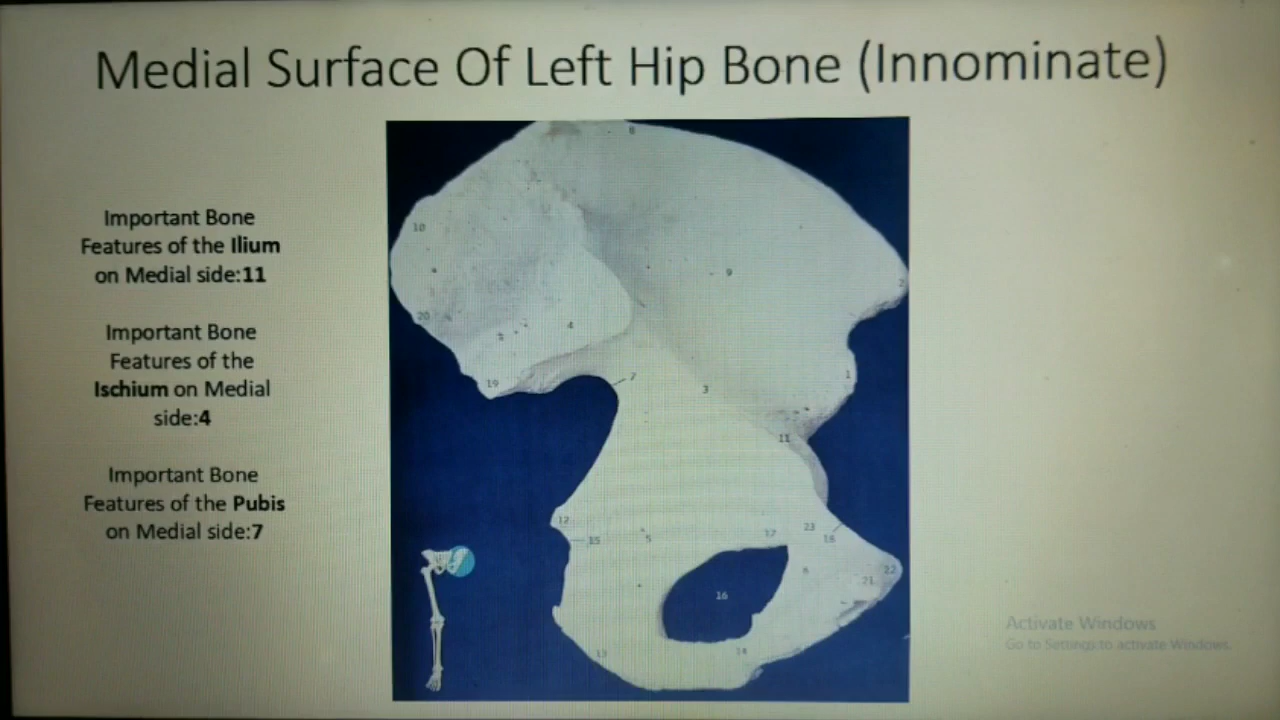 Medial Surface Of Left Hip Bone (Innominate)
Important Bone
Features of the Ilium
on Medial side:11
Important Bone
Features of the
Ischium on Medial
side:4
Important Bone
Features of the Pubis
on Medial side:7
8
10
9
2
20
4
19
7
3
1
11
12
15
5
17
23
18
6
22
21
16
13
14
Activate Windows
Go to Settings to activate Windows.